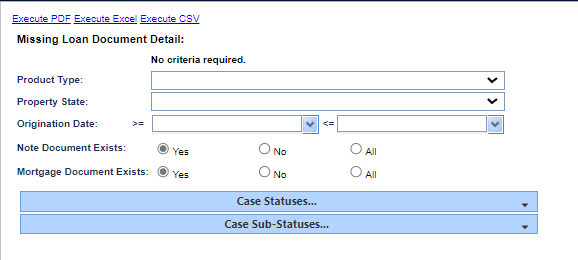 Execute PDF Execute Excel Execute CSV
Missing Loan Document Detail:
No criteria required.
Product Type:
Property State:
Origination Date: >= <=
Note Document Exists: Yes No All
Mortgage Document Exists: Yes No All
Case Statuses...
Case Sub-Statuses...